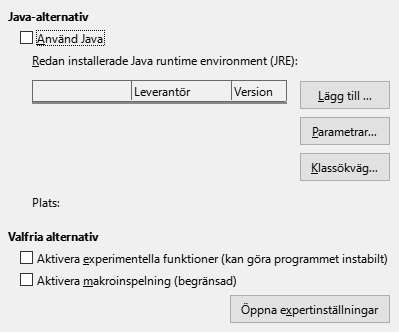 Java-alternativ
Använd Java
Redan installerade Java runtime environment (JRE):
Leverantör Version
Lägg till ...
Parametrar...
Klassökväg...
Plats:
Valfria alternativ
Aktivera experimentella funktioner (kan göra programmet instabilt)
Aktivera makroinspelning (begränsad)
Öppna expertinställningar